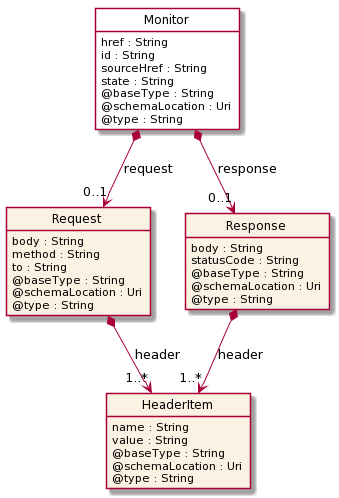 Monitor
href : String
id : String
sourceHref : String
state : String
@baseType : String
@schemaLocation : Uri
@type : String
request
response
0..1
0..1
Request
body : String
method : String
to : String
@baseType : String
@schemaLocation : Uri
@type : String
Response
body : String
statusCode : String
@baseType : String
@schemaLocation : Uri
@type : String
header
header
1..*
1..*
HeaderItem
name : String
value : String
@baseType : String
@schemaLocation : Uri
@type : String